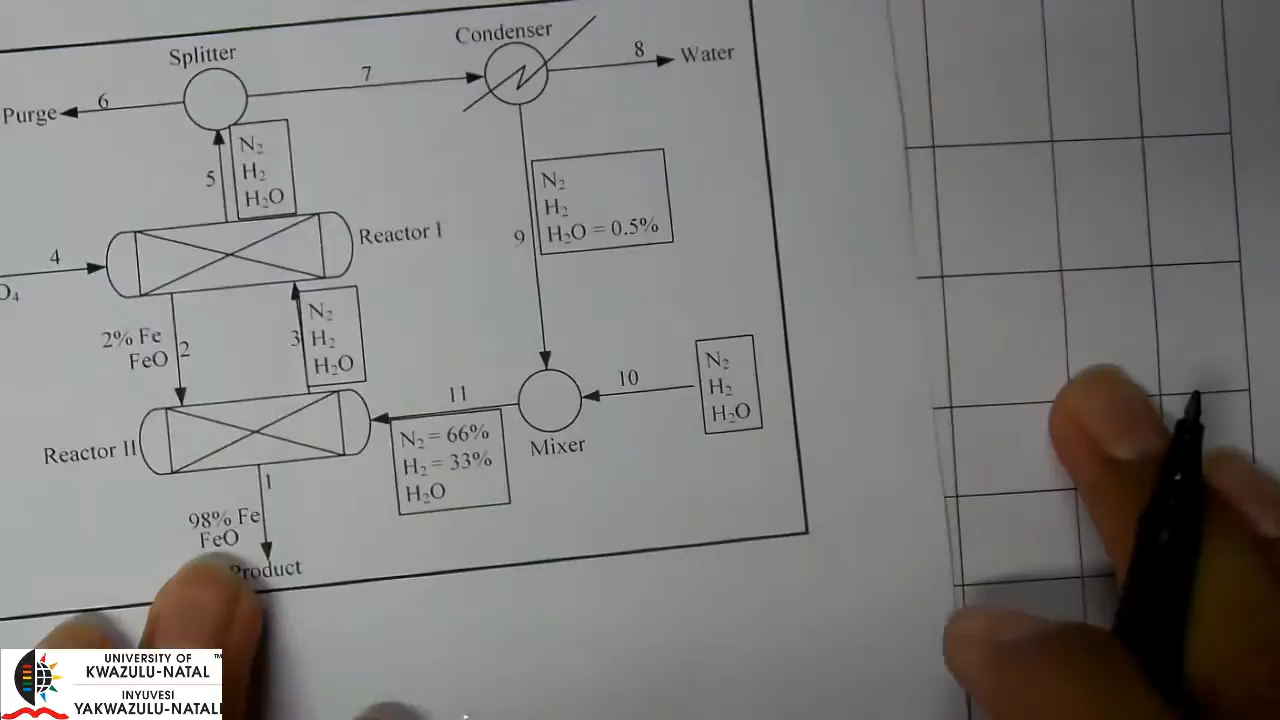 Condenser
Splitter
8
Water
7
6
Purge
N₂
H₂
H₂O
5
N₂
H₂
H₂O = 0.5%
9
Reactor I
4
O₄
N₂
H₂
H₂O
3
2% Fe
FeO
2
N₂
H₂
H₂O
10
11
Mixer
N₂ = 66%
H₂ = 33%
H₂O
Reactor II
1
98% Fe
FeO
Product
UNIVERSITY OF
KWAZULU-NATAL
TM
INYUVESI
YAKWAZULU-NATALI